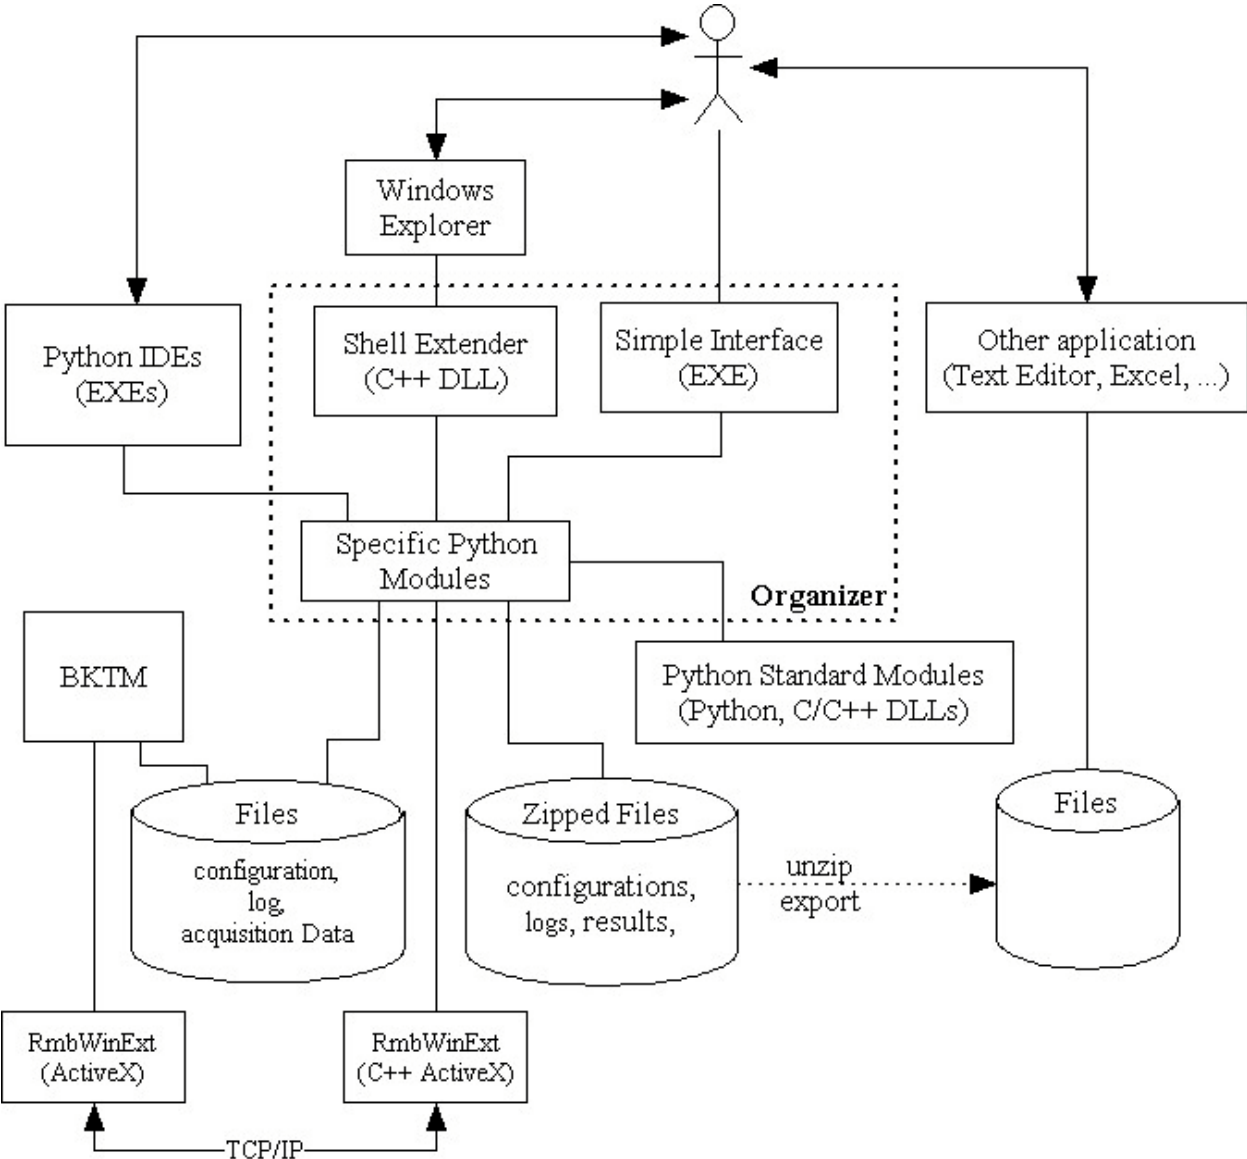 Windows
Explorer
Python IDEs
(EXEs)
Shell Extender
(C++ DLL)
Simple Interface
(EXE)
Other application
(Text Editor, Excel, ...)
Specific Python
Modules
Organizer
BKTM
Python Standard Modules
(Python, C/C++ DLLs)
Files
configuration,
log,
acquisition Data
Zipped Files
configurations,
logs, results,
unzip
export
Files
RmbWinExt
(ActiveX)
RmbWinExt
(C++ ActiveX)
TCP/IP